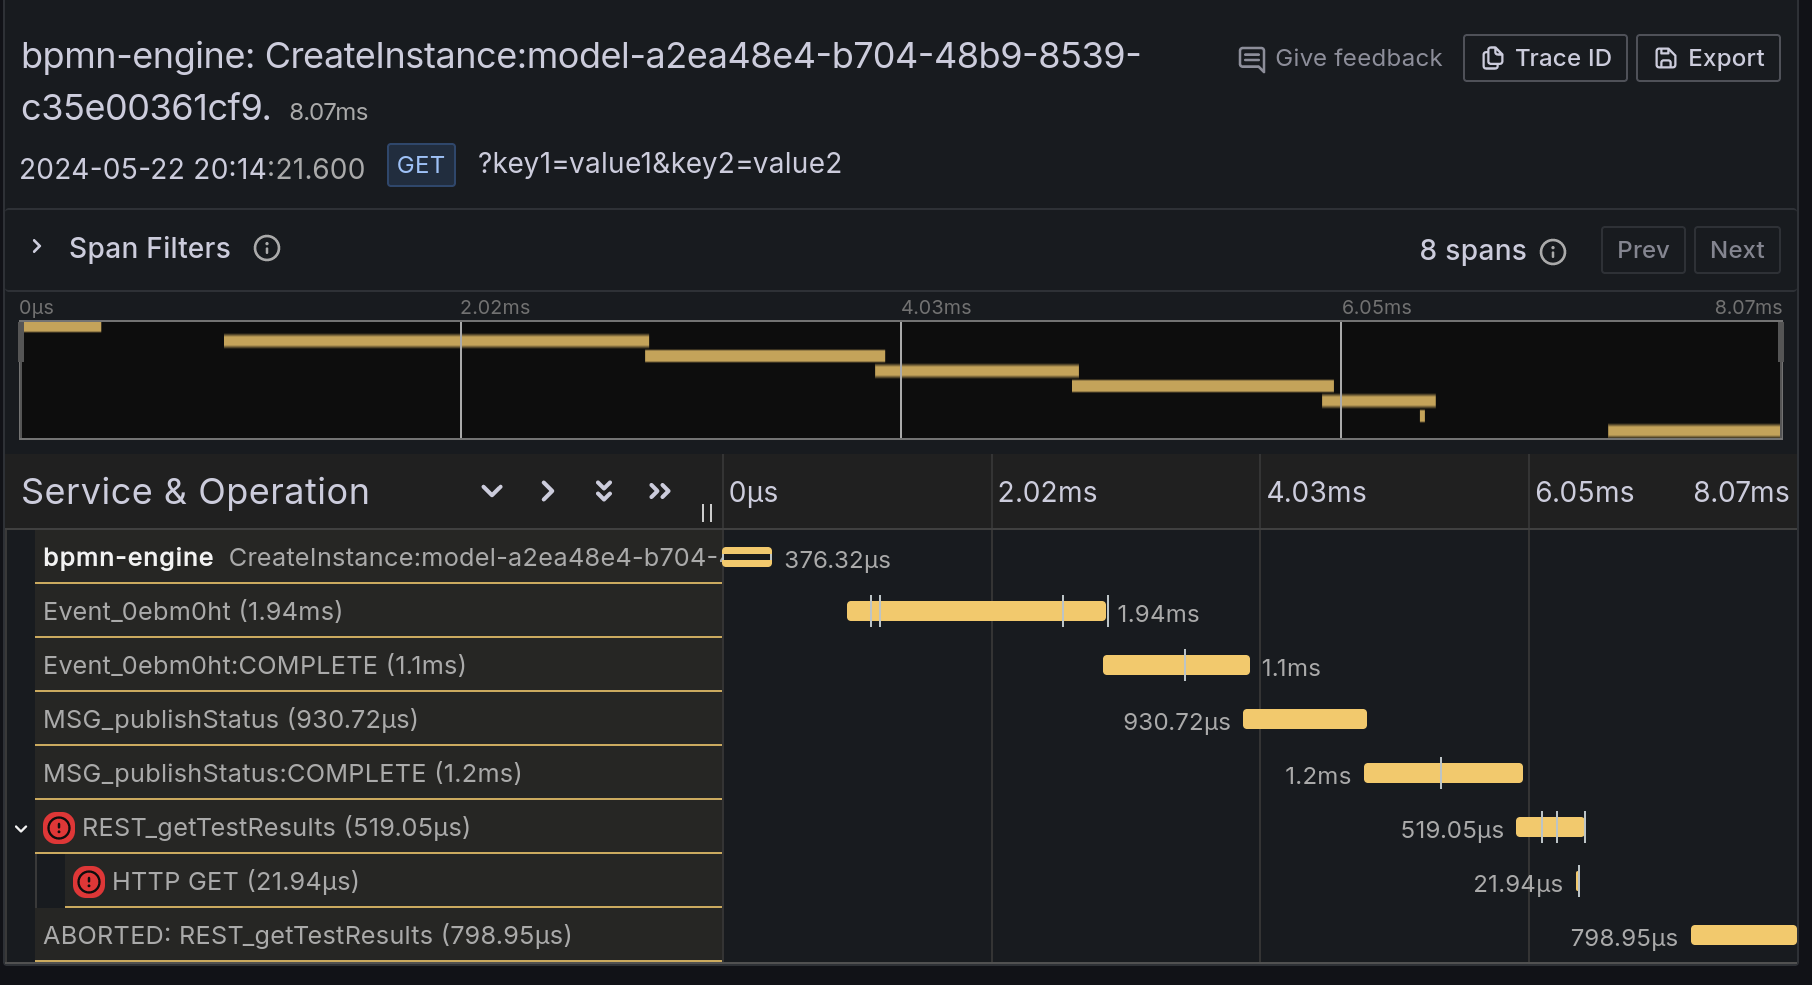 bpmn-engine: CreateInstance:model-a2ea48e4-b704-48b9-8539-
c35e00361cf9. 8.07ms
Give feedback Trace ID Export
2024-05-22 20:14:21.600 GET ?key1=value1&key2=value2
Span Filters 8 spans Prev Next
0μs 2.02ms 4.03ms 6.05ms 8.07ms
Service & Operation 0μs 2.02ms 4.03ms 6.05ms 8.07ms
bpmn-engine CreateInstance:model-a2ea48e4-b704- 376.32μs
Event_0ebm0ht (1.94ms) 1.94ms
Event_0ebm0ht:COMPLETE (1.1ms) 1.1ms
MSG_publishStatus (930.72μs) 930.72μs
MSG_publishStatus:COMPLETE (1.2ms) 1.2ms
REST_getTestResults (519.05μs) 519.05μs
HTTP GET (21.94μs) 21.94μs
ABORTED: REST_getTestResults (798.95μs) 798.95μs